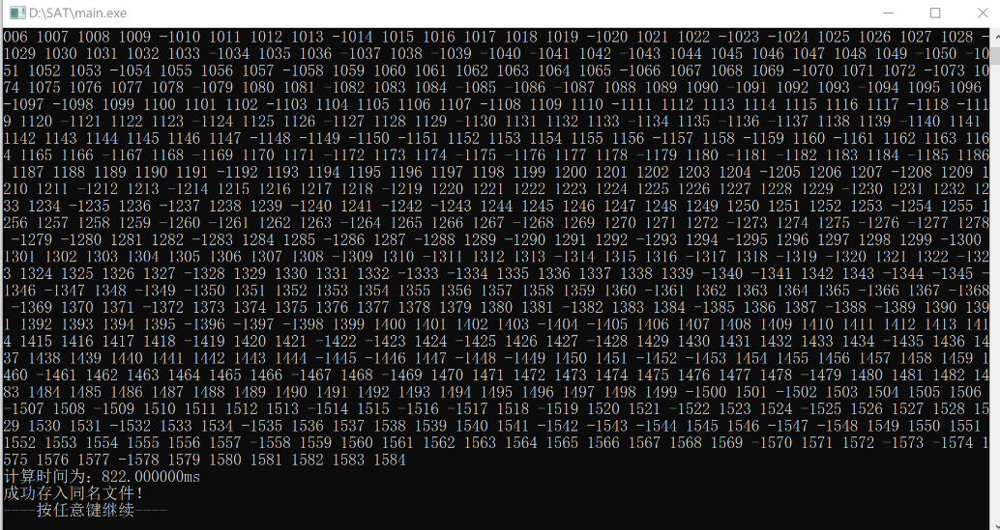 D:\SAT\main.exe
006 1007 1008 1009 -1010 1011 1012 1013 -1014 1015 1016 1017 1018 1019 -1020 1021 1022 -1023 -1024 1025 1026 1027 1028 -
1029 1030 1031 1032 1033 -1034 1035 1036 -1037 1038 -1039 -1040 -1041 1042 -1043 1044 1045 1046 1047 1048 1049 -1050 -10
51 1052 1053 -1054 1055 1056 1057 -1058 1059 1060 1061 1062 1063 1064 1065 -1066 1067 1068 1069 -1070 1071 1072 -1073 10
74 1075 1076 1077 1078 -1079 1080 1081 -1082 1083 1084 -1085 -1086 -1087 1088 1089 1090 -1091 1092 1093 -1094 1095 1096
-1097 -1098 1099 1100 1101 1102 -1103 1104 1105 1106 1107 -1108 1109 1110 -1111 1112 1113 1114 1115 1116 1117 -1118 -111
9 1120 -1121 1122 1123 -1124 1125 1126 -1127 1128 1129 -1130 1131 1132 1133 -1134 1135 -1136 -1137 1138 1139 -1140 1141
1142 1143 1144 1145 1146 1147 -1148 -1149 -1150 -1151 1152 1153 1154 1155 1156 -1157 1158 -1159 1160 -1161 1162 1163 116
4 1165 1166 -1167 1168 -1169 1170 1171 -1172 1173 1174 -1175 -1176 1177 1178 -1179 1180 -1181 -1182 1183 1184 -1185 1186
1187 1188 1189 1190 1191 -1192 1193 1194 1195 1196 1197 1198 1199 1200 1201 1202 1203 1204 -1205 1206 1207 -1208 1209 1
210 1211 -1212 1213 -1214 1215 1216 1217 1218 -1219 1220 1221 1222 1223 1224 1225 1226 1227 1228 1229 -1230 1231 1232 12
33 1234 -1235 1236 -1237 1238 1239 -1240 1241 -1242 -1243 1244 1245 1246 1247 1248 1249 1250 1251 1252 1253 -1254 1255 1
256 1257 1258 1259 -1260 -1261 1262 1263 -1264 1265 1266 1267 -1268 1269 1270 1271 1272 -1273 1274 1275 -1276 -1277 1278
-1279 -1280 1281 1282 -1283 1284 1285 -1286 1287 -1288 1289 -1290 1291 1292 -1293 1294 -1295 1296 1297 1298 1299 -1300
1301 1302 1303 1304 1305 1306 1307 1308 -1309 1310 -1311 1312 1313 -1314 1315 1316 -1317 1318 -1319 -1320 1321 1322 -132
3 1324 1325 1326 1327 -1328 1329 1330 1331 1332 -1333 -1334 1335 1336 1337 1338 1339 -1340 -1341 1342 1343 -1344 -1345 -
1346 -1347 1348 -1349 -1350 1351 1352 1353 1354 1355 1356 1357 1358 1359 1360 -1361 1362 1363 1364 1365 -1366 1367 -1368
-1369 1370 1371 -1372 1373 1374 1375 1376 1377 1378 1379 1380 1381 -1382 1383 1384 -1385 1386 1387 -1388 -1389 1390 139
1 1392 1393 1394 1395 -1396 -1397 -1398 1399 1400 1401 1402 1403 -1404 -1405 1406 1407 1408 1409 1410 1411 1412 1413 141
4 1415 1416 1417 1418 -1419 1420 1421 -1422 -1423 1424 -1425 1426 1427 -1428 1429 1430 1431 1432 1433 1434 -1435 1436 14
37 1438 1439 1440 1441 1442 1443 1444 -1445 -1446 1447 -1448 -1449 1450 1451 -1452 -1453 1454 1455 1456 1457 1458 1459 1
460 -1461 1462 1463 1464 1465 1466 -1467 1468 -1469 1470 1471 1472 1473 1474 1475 1476 1477 1478 -1479 1480 1481 1482 14
83 1484 1485 1486 1487 1488 1489 1490 1491 1492 1493 1494 1495 1496 1497 1498 1499 -1500 1501 -1502 1503 1504 1505 1506
-1507 1508 -1509 1510 1511 1512 1513 -1514 1515 -1516 -1517 1518 -1519 1520 1521 -1522 1523 1524 -1525 1526 1527 1528 15
29 1530 1531 -1532 1533 1534 -1535 1536 1537 1538 1539 1540 1541 -1542 -1543 -1544 1545 1546 -1547 -1548 1549 1550 1551
1552 1553 1554 1555 1556 1557 -1558 1559 1560 1561 1562 1563 1564 1565 1566 1567 1568 1569 -1570 1571 1572 -1573 -1574 1
575 1576 1577 -1578 1579 1580 1581 1582 1583 1584
计算时间为：822.000000ms
成功存入同名文件！
----按任意键继续----